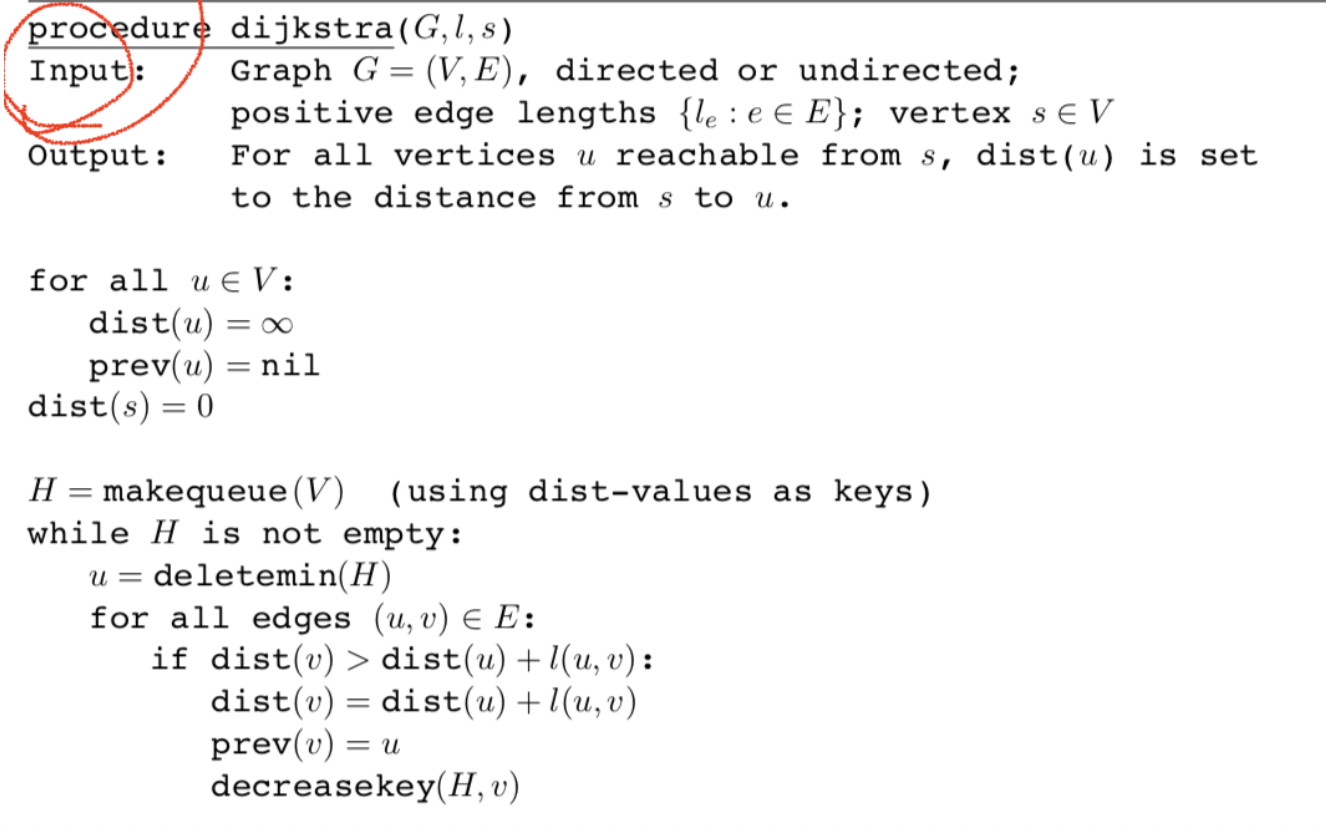 procedure dijkstra(G, l, s)
Input: Graph G = (V, E), directed or undirected;
positive edge lengths {l_e : e ∈ E}; vertex s ∈ V
Output: For all vertices u reachable from s, dist(u) is set
to the distance from s to u.
for all u ∈ V:
dist(u) = ∞
prev(u) = nil
dist(s) = 0
H = makequeue(V) (using dist-values as keys)
while H is not empty:
u = deletemin(H)
for all edges (u, v) ∈ E:
if dist(v) > dist(u) + l(u, v):
dist(v) = dist(u) + l(u, v)
prev(v) = u
decreasekey(H, v)